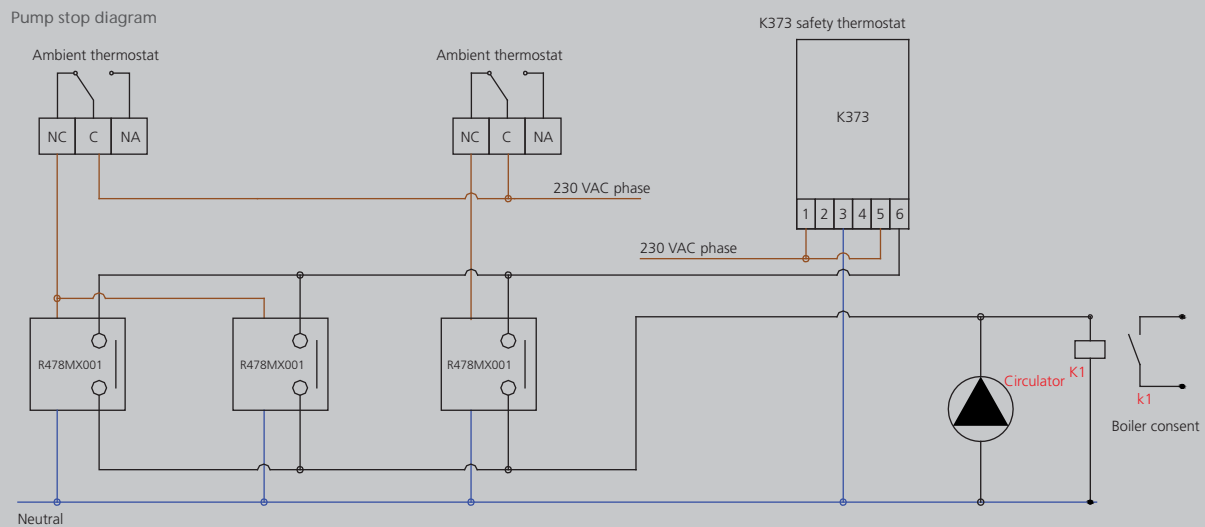 Pump stop diagram
K373 safety thermostat
Ambient thermostat
Ambient thermostat
K373
NC C NA
NC C NA
230 VAC phase
1 2 3 4 5 6
230 VAC phase
R478MX001
R478MX001
R478MX001
Circulator
K1
k1
Boiler consent
Neutral